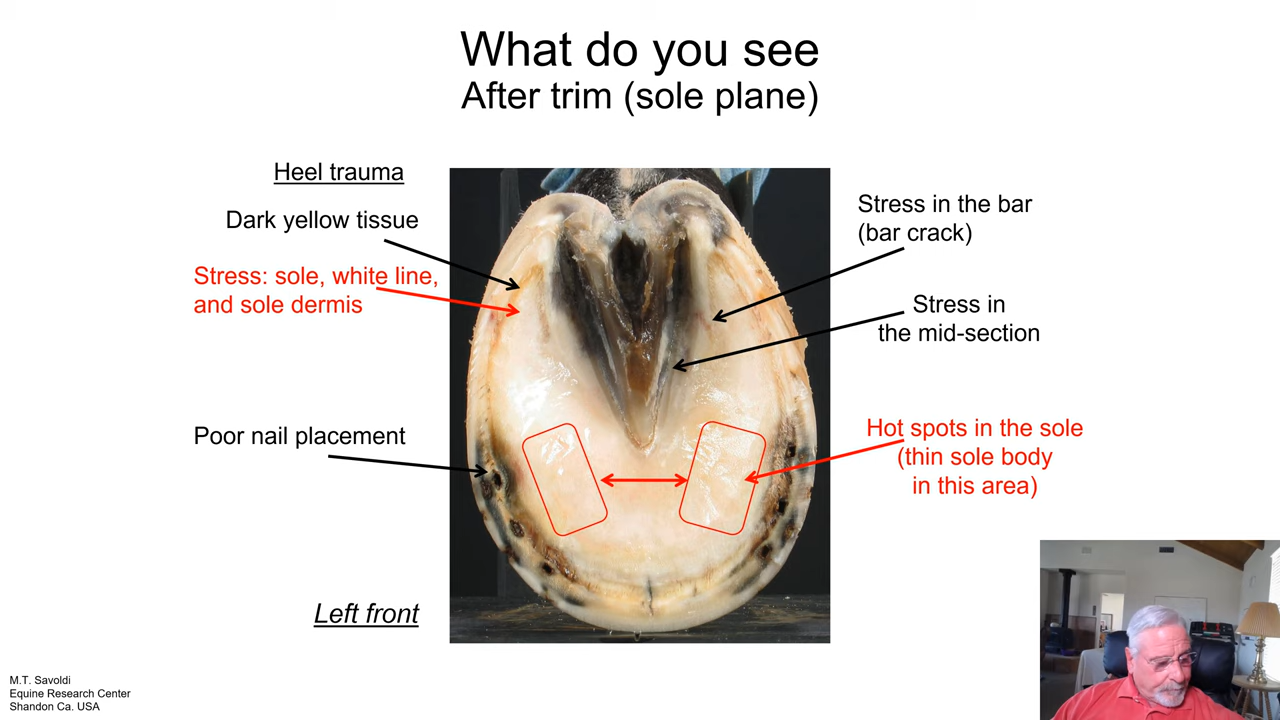 What do you see
After trim (sole plane)
Heel trauma
Dark yellow tissue
Stress: sole, white line,
and sole dermis
Poor nail placement
Left front
Stress in the bar
(bar crack)
Stress in
the mid-section
Hot spots in the sole
(thin sole body
in this area)
M.T. Savoldi
Equine Research Center
Shandon Ca. USA